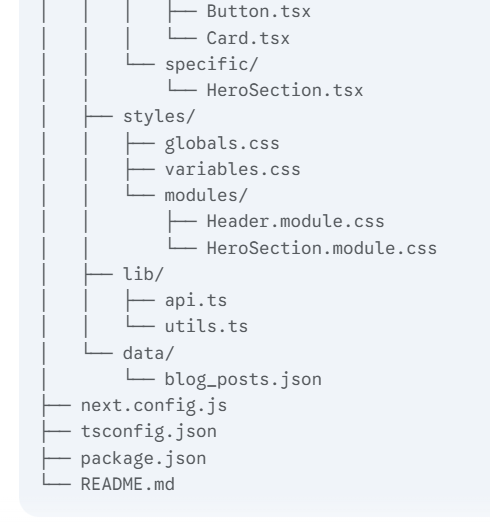 │   │   │   ├── Button.tsx
│   │   │   └── Card.tsx
│   │   └── specific/
│   │       └── HeroSection.tsx
│   ├── styles/
│   │   ├── globals.css
│   │   ├── variables.css
│   │   └── modules/
│   │       ├── Header.module.css
│   │       └── HeroSection.module.css
│   ├── lib/
│   │   ├── api.ts
│   │   └── utils.ts
│   └── data/
│       └── blog_posts.json
├── next.config.js
├── tsconfig.json
├── package.json
└── README.md